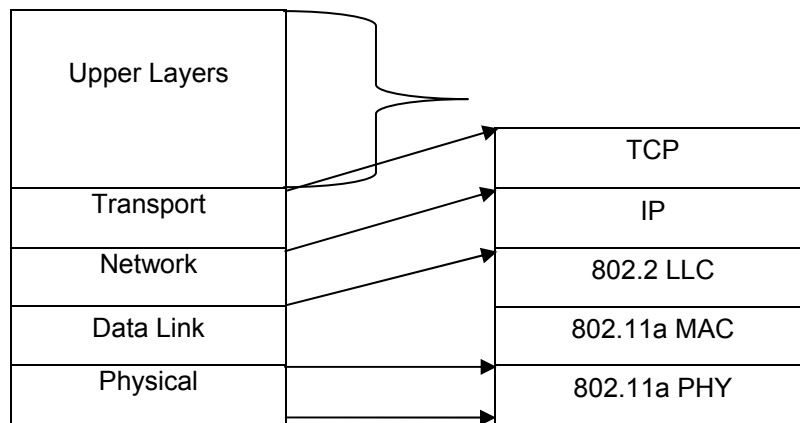 Upper Layers
Transport
Network
Data Link
Physical
TCP
IP
802.2 LLC
802.11a MAC
802.11a PHY